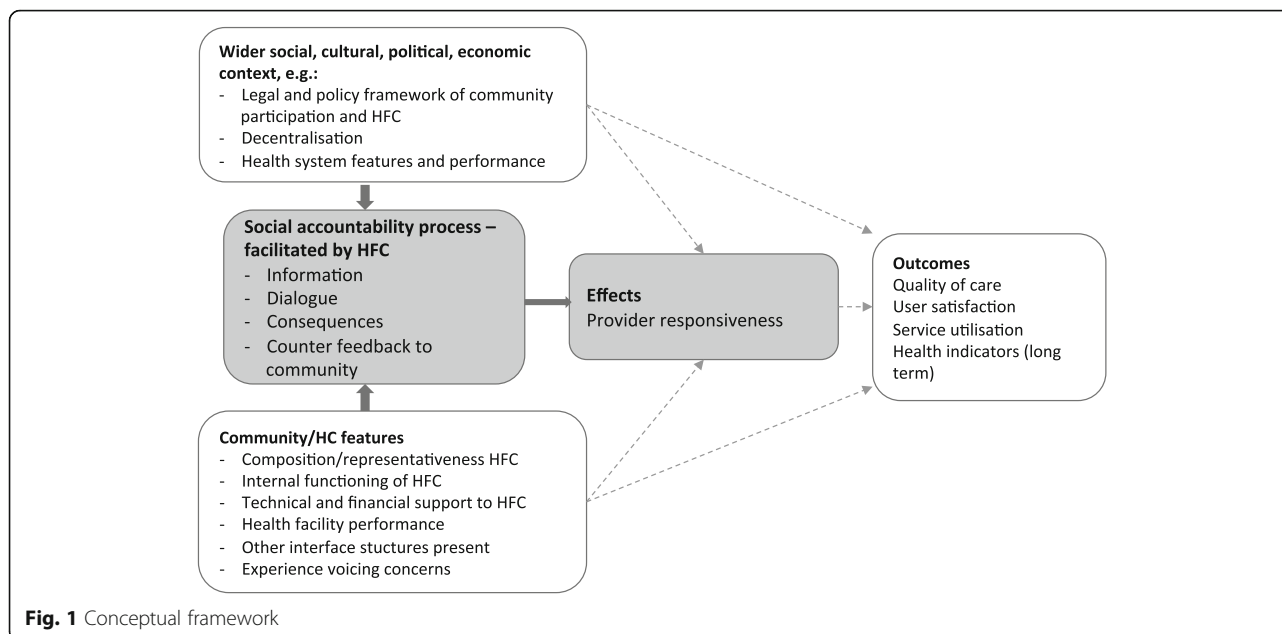 Wider social, cultural, political, economic
context, e.g.:
- Legal and policy framework of community
participation and HFC
- Decentralisation
- Health system features and performance
Social accountability process –
facilitated by HFC
- Information
- Dialogue
- Consequences
- Counter feedback to
community
Effects
Provider responsiveness
Outcomes
Quality of care
User satisfaction
Service utilisation
Health indicators (long
term)
Community/HC features
- Composition/representativeness HFC
- Internal functioning of HFC
- Technical and financial support to HFC
- Health facility performance
- Other interface stuctures present
- Experience voicing concerns
Fig. 1 Conceptual framework